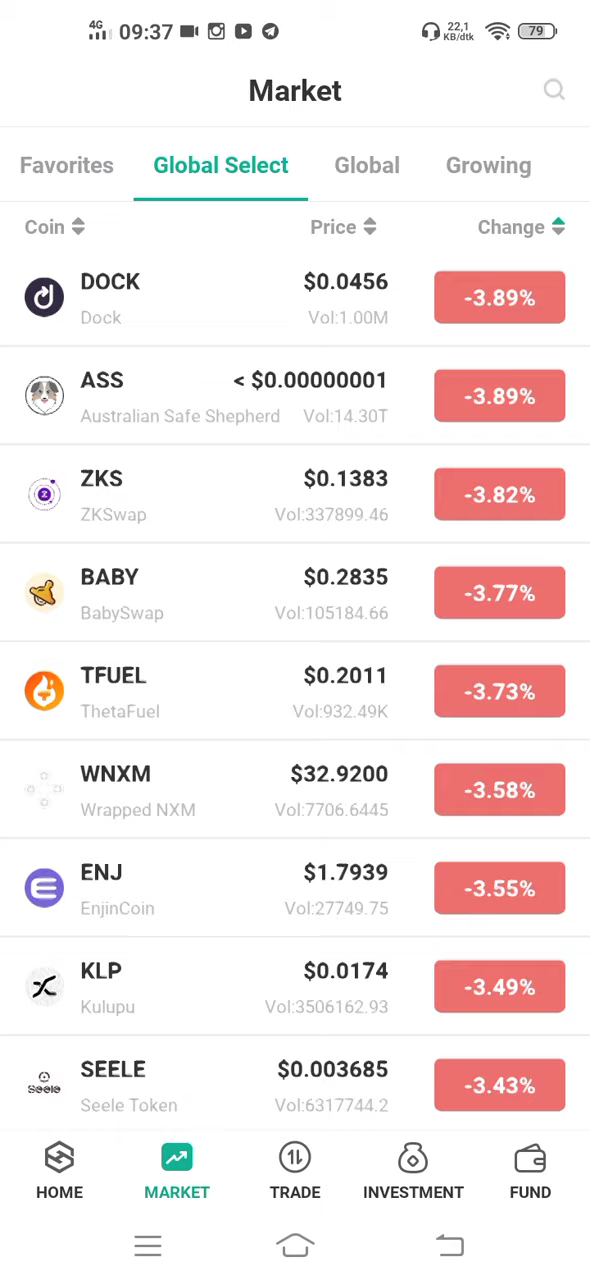 4G 09:37 22,1 KB/dtk 79
Market
Favorites Global Select Global Growing
Coin Price Change
DOCK $0.0456 -3.89%
Dock Vol:1.00M
ASS < $0.00000001 -3.89%
Australian Safe Shepherd Vol:14.30T
ZKS $0.1383 -3.82%
ZKSwap Vol:337899.46
BABY $0.2835 -3.77%
BabySwap Vol:105184.66
TFUEL $0.2011 -3.73%
ThetaFuel Vol:932.49K
WNXM $32.9200 -3.58%
Wrapped NXM Vol:7706.6445
ENJ $1.7939 -3.55%
EnjinCoin Vol:27749.75
KLP $0.0174 -3.49%
Kulupu Vol:3506162.93
SEELE $0.003685 -3.43%
Seele
Seele Token Vol:6317744.2
HOME MARKET TRADE INVESTMENT FUND